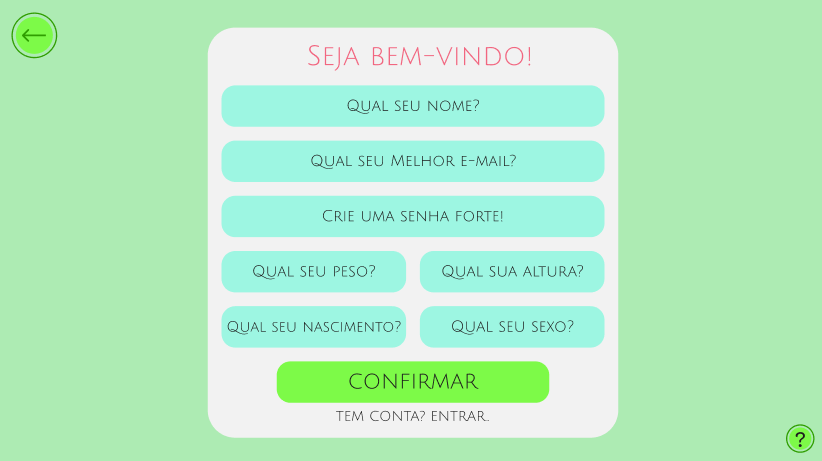 Seja bem-vindo!
Qual seu nome?
Qual seu Melhor e-mail?
Crie uma senha forte!
Qual seu peso?
Qual sua altura?
Qual seu nascimento?
Qual seu sexo?
CONFIRMAR
TEM CONTA? ENTRAR..
?